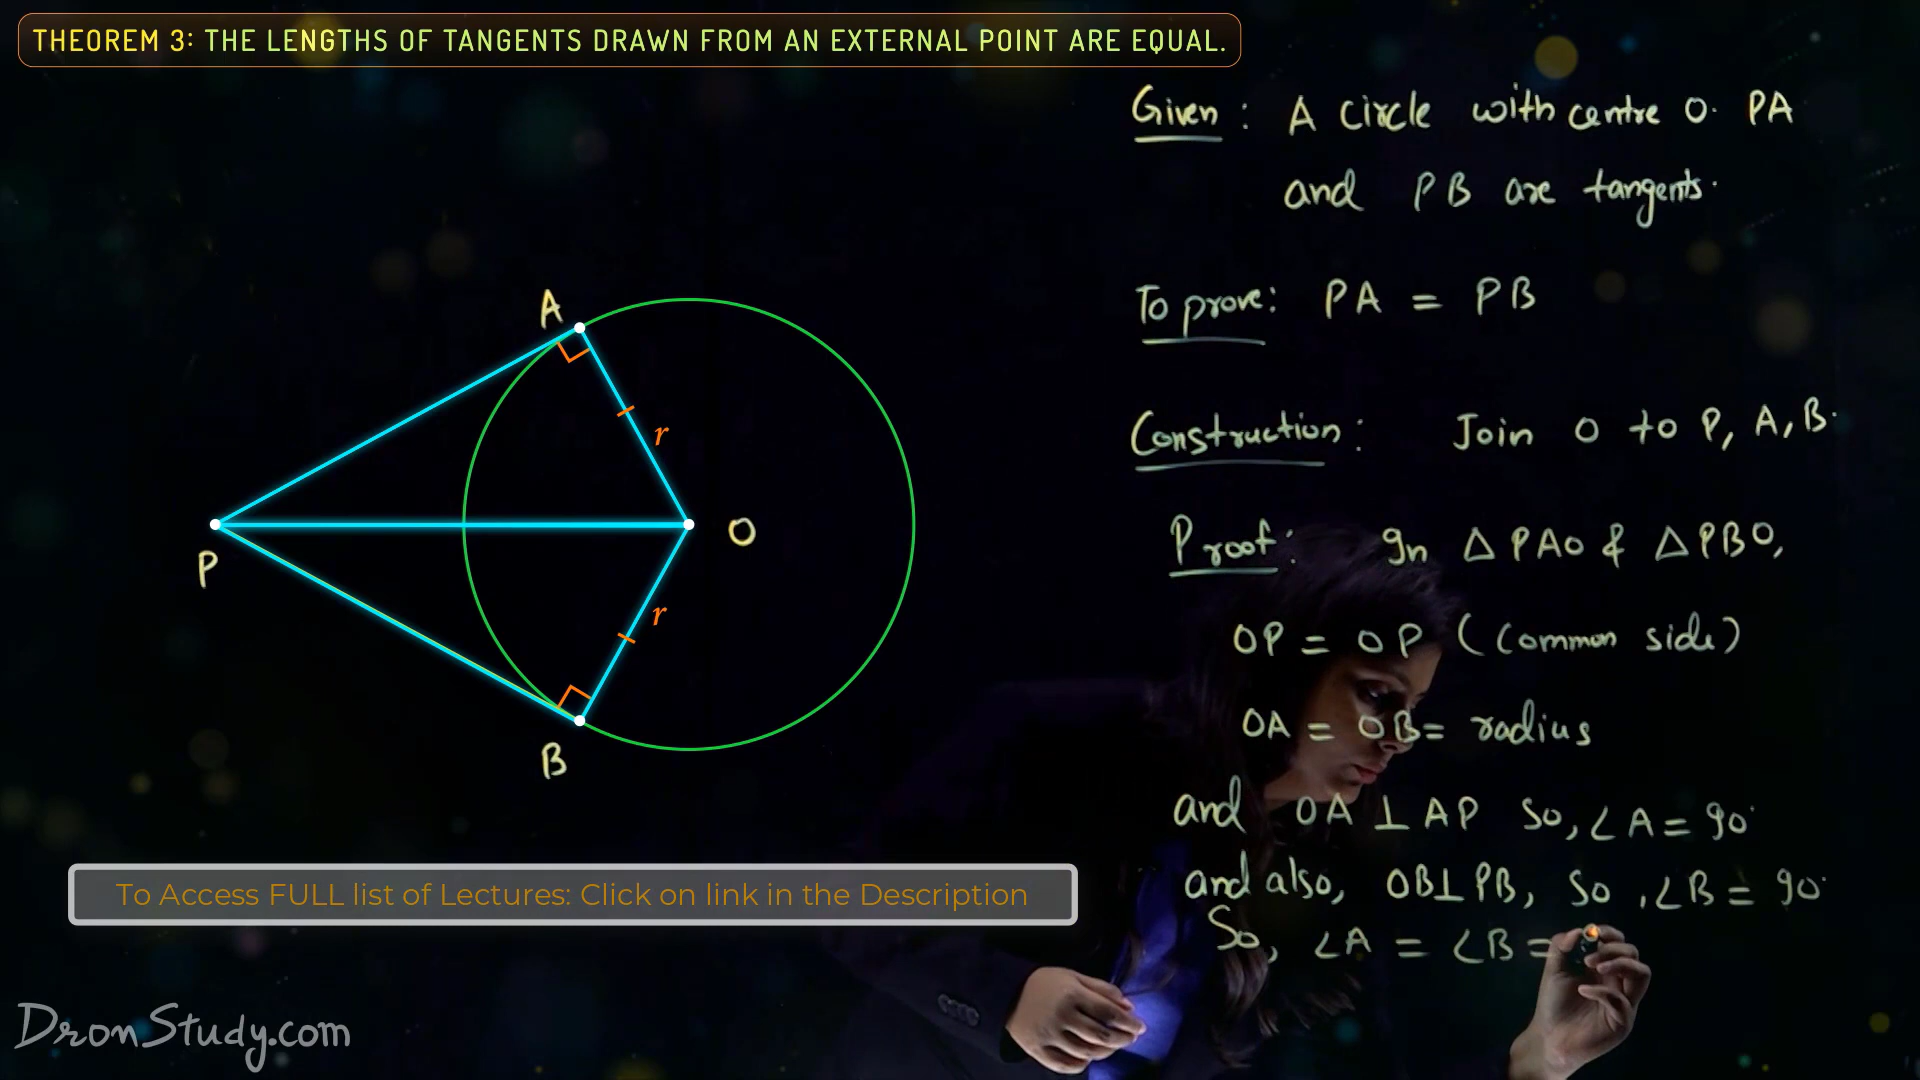 THEOREM 3: THE LENGTHS OF TANGENTS DRAWN FROM AN EXTERNAL POINT ARE EQUAL.
Given : A circle with centre O. PA
and PB are tangents.
To prove: PA = PB
Construction : Join O to P, A, B.
Proof: In △ PAO & △ PBO,
OP = OP (Common side)
OA = OB = radius
and OA ⊥ AP So, ∠A = 90°
and also, OB ⊥ PB, So, ∠B = 90°
So, ∠A = ∠B =
A
r
O
P
r
B
To Access FULL list of Lectures: Click on link in the Description
DronStudy.com